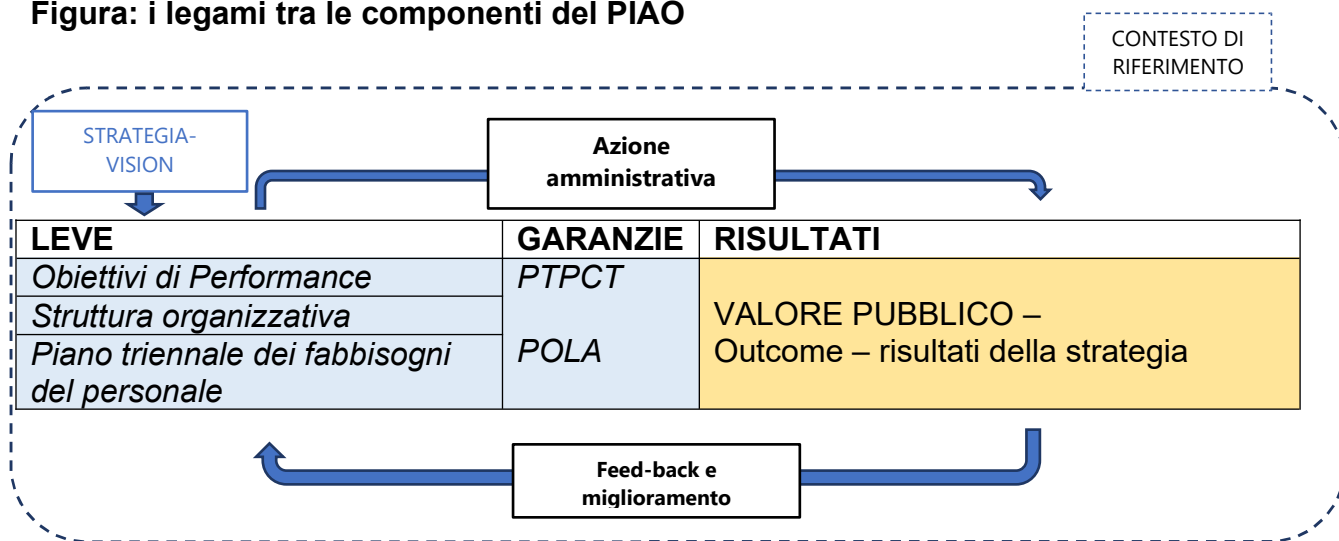 Figura: i legami tra le componenti del PIAO
CONTESTO DI
RIFERIMENTO
STRATEGIA-
VISION
Azione
amministrativa
LEVE
GARANZIE
RISULTATI
Obiettivi di Performance
Struttura organizzativa
Piano triennale dei fabbisogni
del personale
PTPCT
POLA
VALORE PUBBLICO –
Outcome – risultati della strategia
Feed-back e
miglioramento